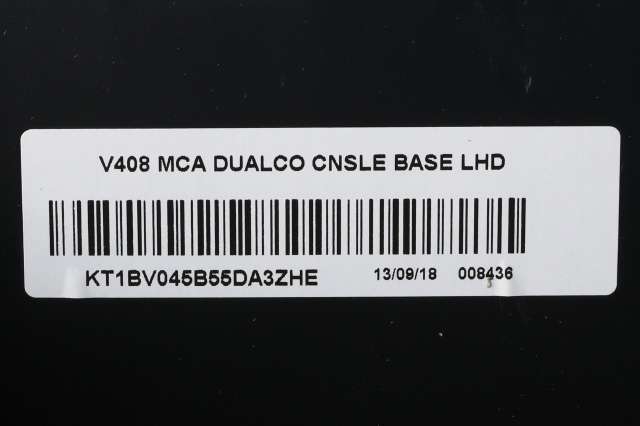 V408 MCA DUALCO CNSLE BASE LHD
KT1BV045B55DA3ZHE 13/09/18 008436